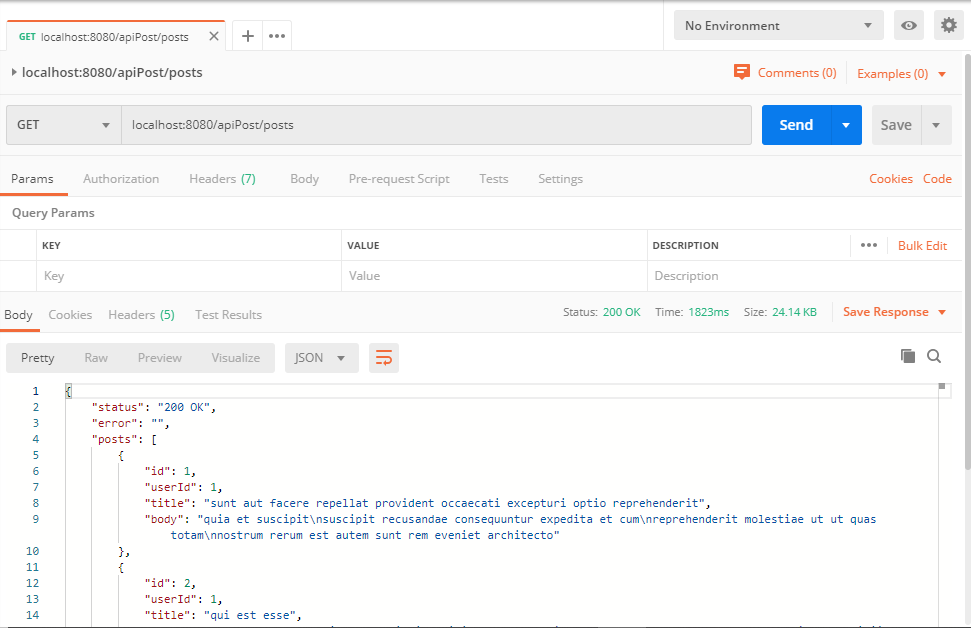 GET localhost:8080/apiPost/posts
No Environment
localhost:8080/apiPost/posts
Comments (0)
Examples (0)
GET
localhost:8080/apiPost/posts
Send
Save
Params Authorization Headers (7) Body Pre-request Script Tests Settings Cookies Code
Query Params
KEY VALUE DESCRIPTION Bulk Edit
Key Value Description
Body Cookies Headers (5) Test Results Status: 200 OK Time: 1823ms Size: 24.14 KB Save Response
Pretty Raw Preview Visualize JSON
1 {
2 "status": "200 OK",
3 "error": "",
4 "posts": [
5 {
6 "id": 1,
7 "userId": 1,
8 "title": "sunt aut facere repellat provident occaecati excepturi optio reprehenderit",
9 "body": "quia et suscipit\nsuscipit recusandae consequuntur expedita et cum\nreprehenderit molestiae ut ut quas
totam\nnostrum rerum est autem sunt rem eveniet architecto"
10 },
11 {
12 "id": 2,
13 "userId": 1,
14 "title": "qui est esse",